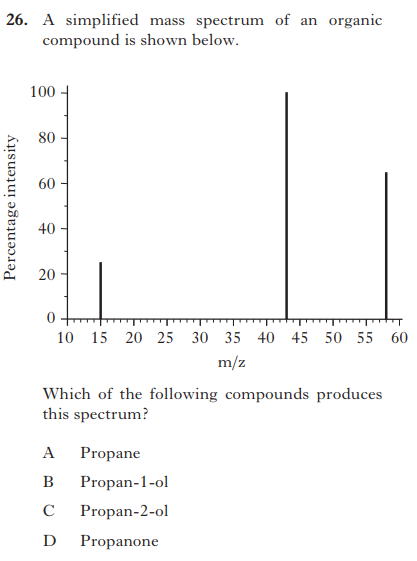 26. A simplified mass spectrum of an organic
compound is shown below.
Percentage intensity
100
80
60
40
20
0
10 15 20 25 30 35 40 45 50 55 60
m/z
Which of the following compounds produces
this spectrum?
A Propane
B Propan-1-ol
C Propan-2-ol
D Propanone